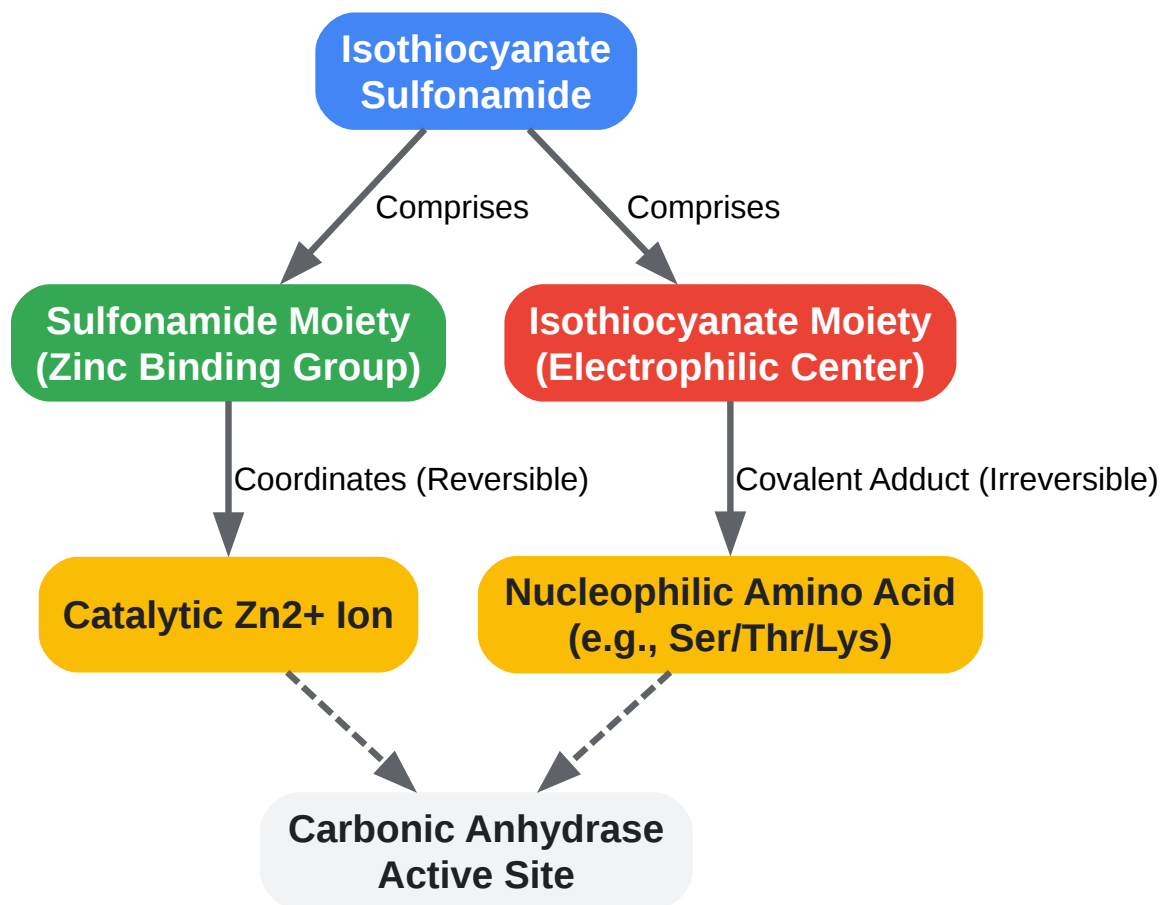 Isothiocyanate
Sulfonamide
Comprises
Comprises
Sulfonamide Moiety
(Zinc Binding Group)
Isothiocyanate Moiety
(Electrophilic Center)
Coordinates (Reversible)
Covalent Adduct (Irreversible)
Catalytic Zn2+ Ion
Nucleophilic Amino Acid
(e.g., Ser/Thr/Lys)
Carbonic Anhydrase
Active Site